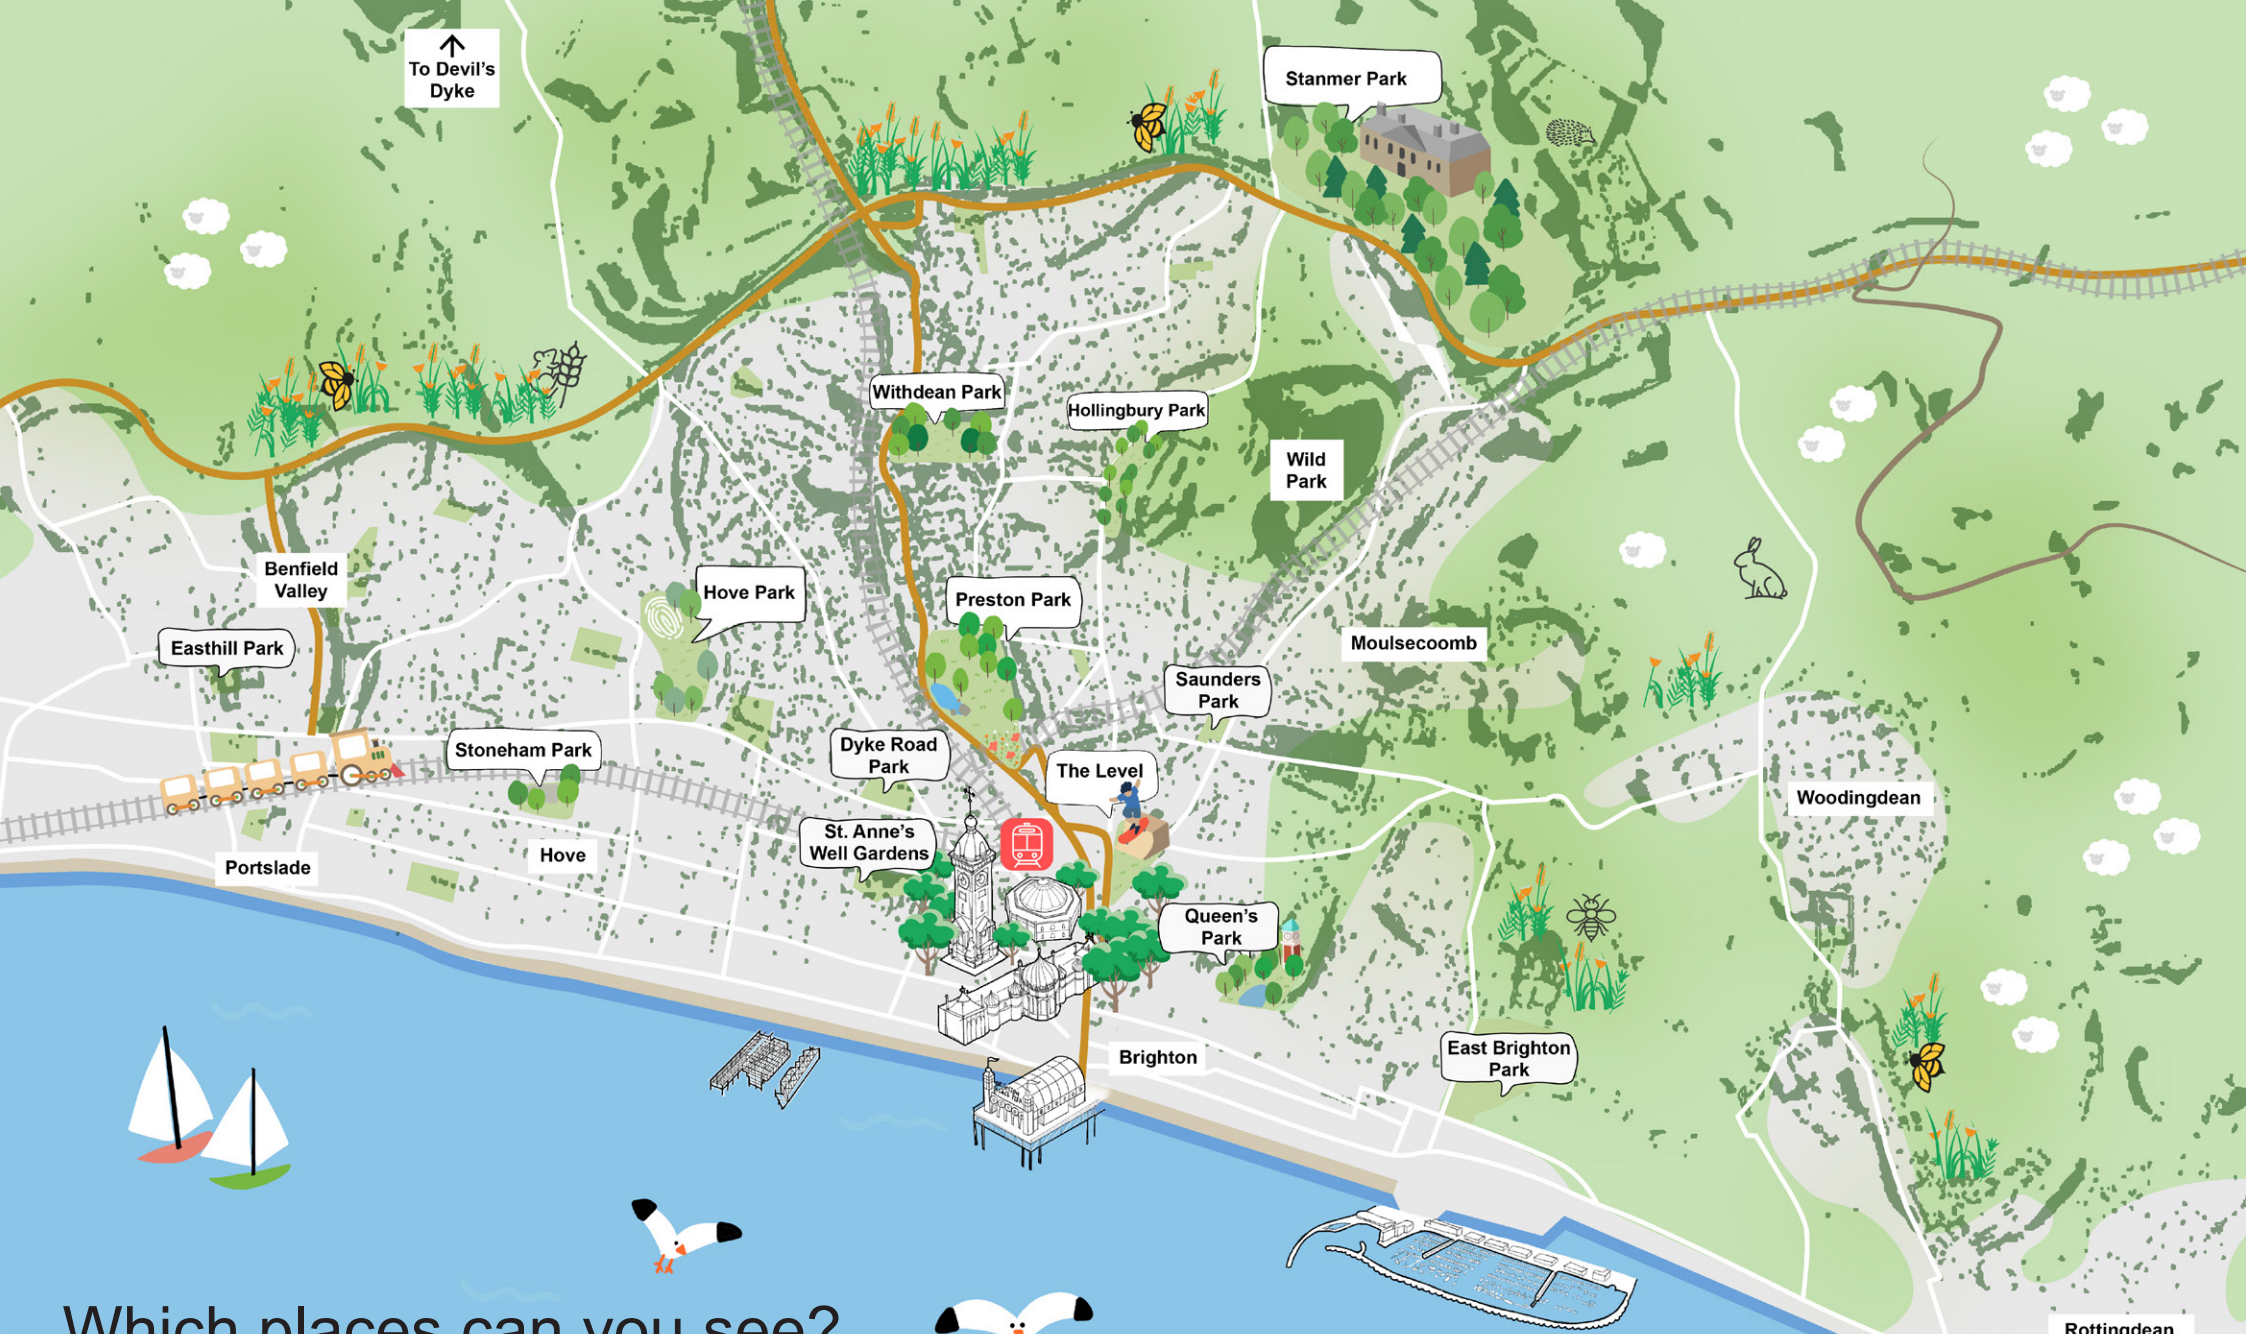 To Devil's
Dyke
Stanmer Park
Withdean Park
Hollingbury Park
Wild
Park
Benfield
Valley
Hove Park
Preston Park
Easthill Park
Moulsecoomb
Saunders
Park
Stoneham Park
Dyke Road
Park
The Level
Woodingdean
St. Anne's
Well Gardens
Hove
Portslade
Queen's
Park
Brighton
East Brighton
Park
Which places can you see?
Rottingdean